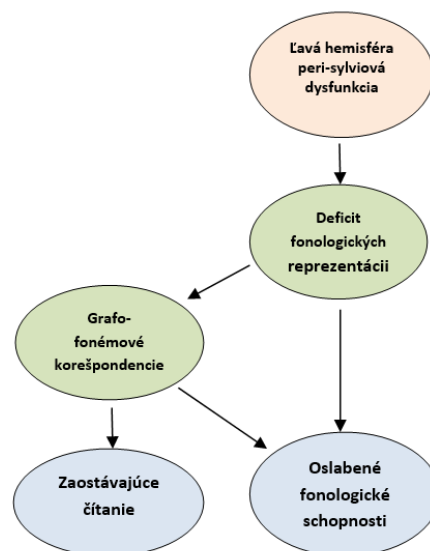 Ľavá hemisféra
peri-sylviová
dysfunkcia
Deficit
fonologických
reprezentácii
Grafo-
fonémové
korešpondencie
Zaostávajúce
čítanie
Oslabené
fonologické
schopnosti